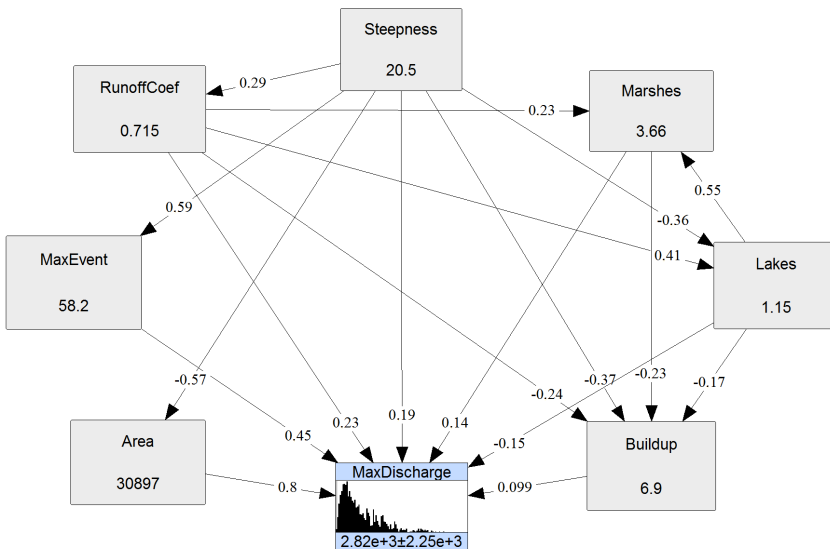 Steepness
20.5
RunoffCoef
0.715
Marshes
3.66
0.29
0.23
0.55
0.59
-0.36
0.41
MaxEvent
58.2
Lakes
1.15
-0.57
-0.37
-0.23
-0.17
-0.24
0.19
0.23
0.14
0.45
-0.15
Area
30897
Buildup
6.9
MaxDischarge
0.8
0.099
2.82e+3±2.25e+3